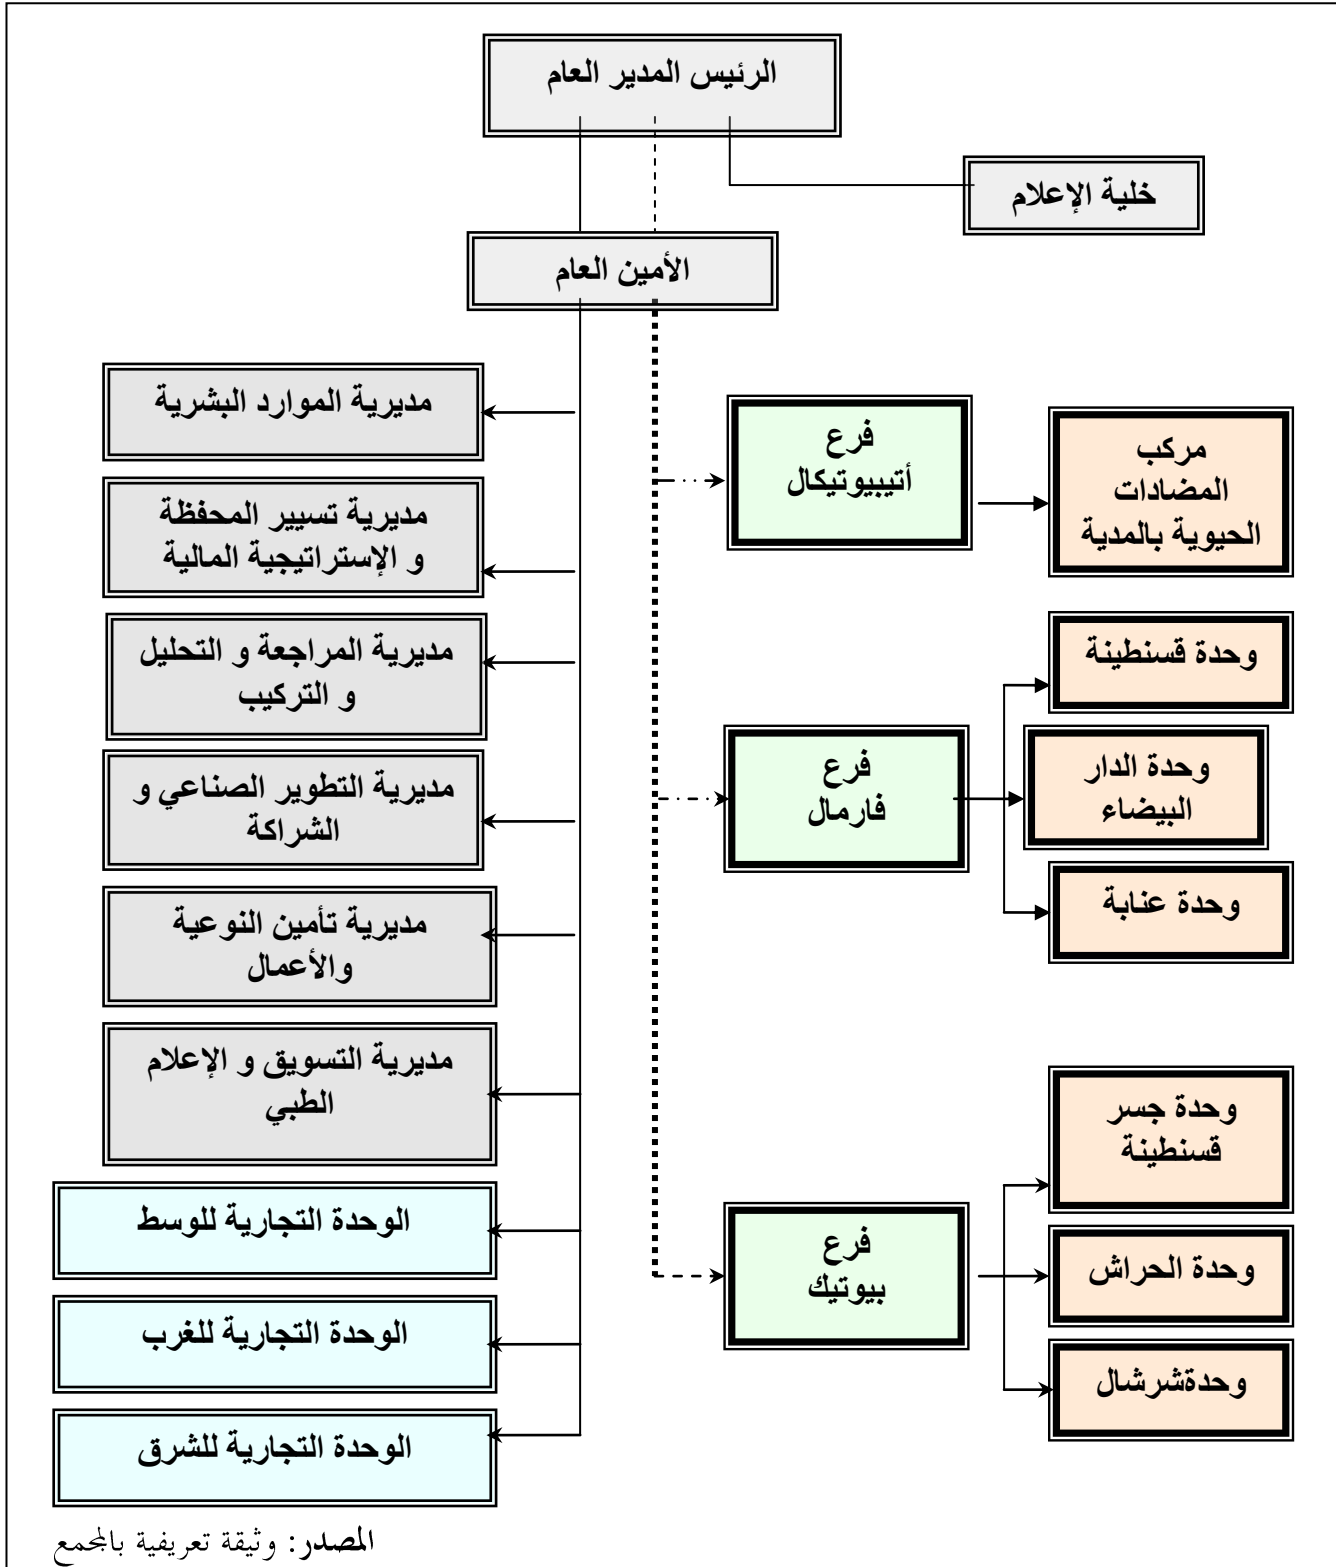 الرئيس المدير العام
خلية الإعلام
الأمين العام
مديرية الموارد البشرية
مديرية تسيير المحفظة
و الإستراتيجية المالية
مديرية المراجعة و التحليل
و التركيب
مديرية التطوير الصناعي و
الشراكة
مديرية تأمين النوعية
والأعمال
مديرية التسويق و الإعلام
الطبي
الوحدة التجارية للوسط
الوحدة التجارية للغرب
الوحدة التجارية للشرق
فرع
أتيبيوتيكال
مركب
المضادات
الحيوية بالمدية
فرع
فارمال
وحدة قسنطينة
وحدة الدار
البيضاء
وحدة عنابة
فرع
بيوتيك
وحدة جسر
قسنطينة
وحدة الحراش
وحدةشرشال
المصدر: وثيقة تعريفية بالمجمع